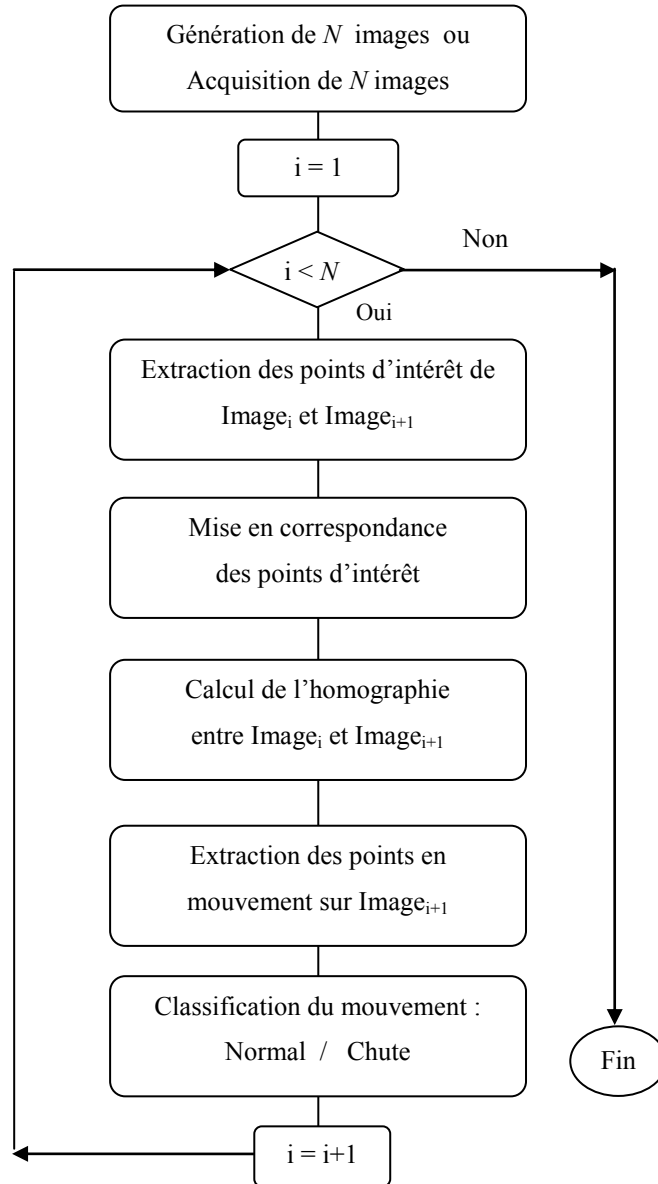 Génération de N images ou
Acquisition de N images
i = 1
i < N
Non
Oui
Extraction des points d’intérêt de
Imageᵢ et Imageᵢ₊₁
Mise en correspondance
des points d’intérêt
Calcul de l’homographie
entre Imageᵢ et Imageᵢ₊₁
Extraction des points en
mouvement sur Imageᵢ₊₁
Classification du mouvement :
Normal / Chute
Fin
i = i+1